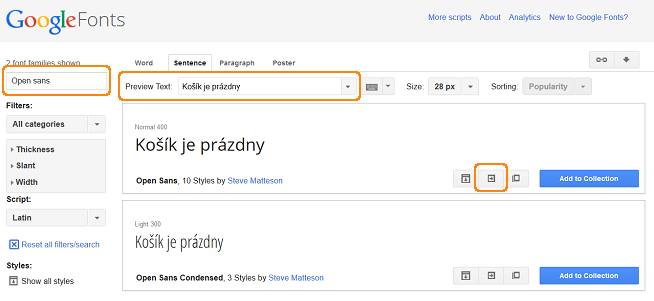 GoogleFonts
More scripts About Analytics New to Google Fonts?
2 font families shown
Open sans
Word Sentence Paragraph Poster
Preview Text: Košík je prázdny
Size: 28 px Sorting: Popularity
Filters:
All categories
Thickness
Slant
Width
Script:
Latin
Reset all filters/search
Styles:
Show all styles
Normal 400
Košík je prázdny
Open Sans, 10 Styles by Steve Matteson
Add to Collection
Light 300
Košík je prázdny
Open Sans Condensed, 3 Styles by Steve Matteson
Add to Collection